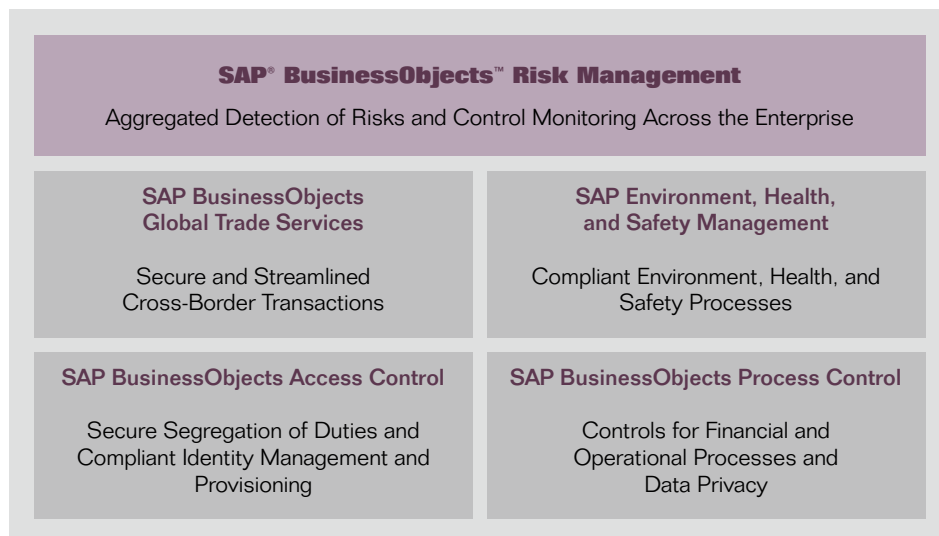 SAP® BusinessObjects™ Risk Management
Aggregated Detection of Risks and Control Monitoring Across the Enterprise
SAP BusinessObjects
Global Trade Services
Secure and Streamlined
Cross-Border Transactions
SAP Environment, Health,
and Safety Management
Compliant Environment, Health, and
Safety Processes
SAP BusinessObjects Access Control
Secure Segregation of Duties and
Compliant Identity Management and
Provisioning
SAP BusinessObjects Process Control
Controls for Financial and
Operational Processes and
Data Privacy